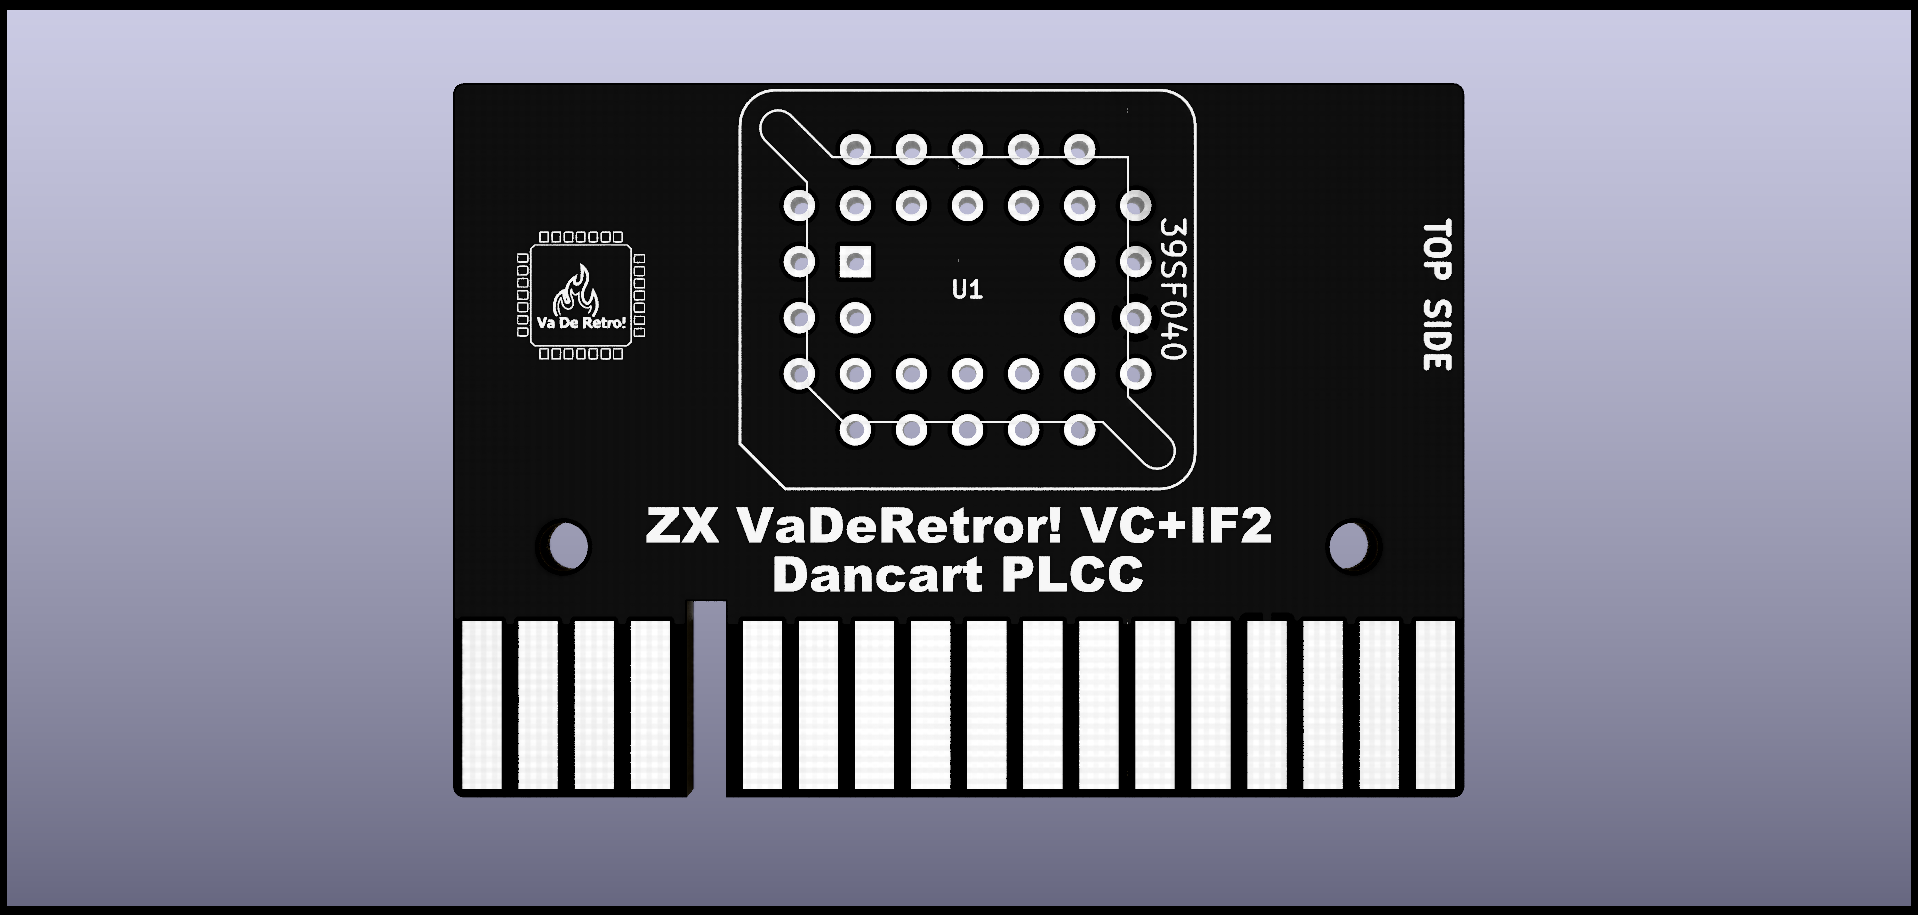 U1
39SF040
TOP SIDE
Va De Retro!
ZX VaDeRetror! VC+IF2
Dancart PLCC